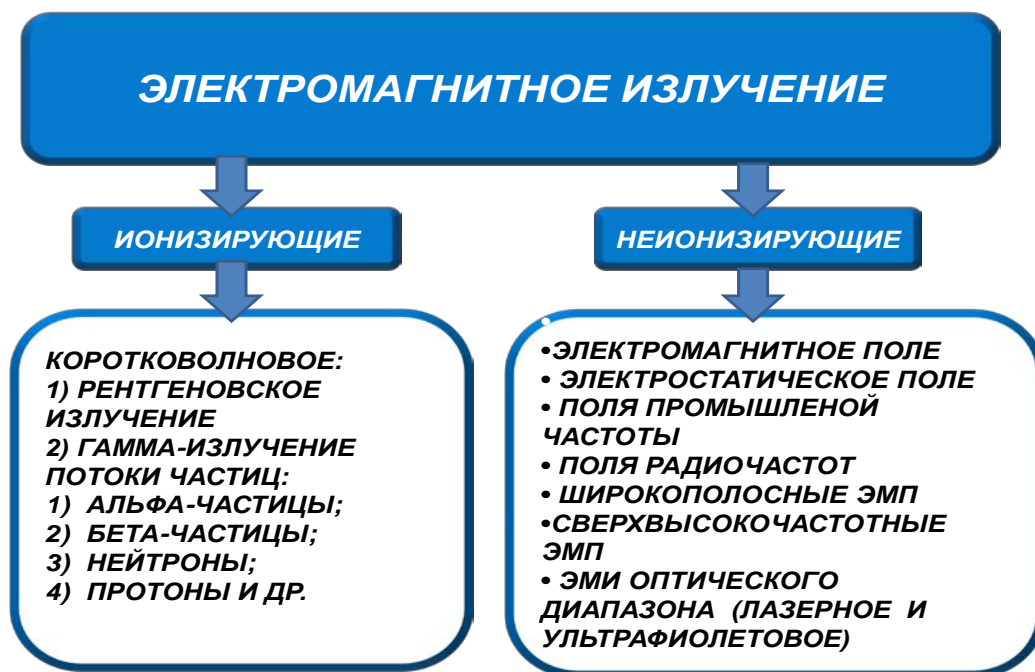 ЭЛЕКТРОМАГНИТНОЕ ИЗЛУЧЕНИЕ
ИОНИЗИРУЮЩИЕ
КОРОТКОВОЛНОВОЕ:
1) РЕНТГЕНОВСКОЕ
ИЗЛУЧЕНИЕ
2) ГАММА-ИЗЛУЧЕНИЕ
ПОТОКИ ЧАСТИЦ:
1) АЛЬФА-ЧАСТИЦЫ;
2) БЕТА-ЧАСТИЦЫ;
3) НЕЙТРОНЫ;
4) ПРОТОНЫ И ДР.
НЕИОНИЗИРУЮЩИЕ
•ЭЛЕКТРОМАГНИТНОЕ ПОЛЕ
• ЭЛЕКТРОСТАТИЧЕСКОЕ ПОЛЕ
• ПОЛЯ ПРОМЫШЛЕНОЙ
ЧАСТОТЫ
• ПОЛЯ РАДИОЧАСТОТ
• ШИРОКОПОЛОСНЫЕ ЭМП
•СВЕРХВЫСОКОЧАСТОТНЫЕ
ЭМП
• ЭМИ ОПТИЧЕСКОГО
ДИАПАЗОНА (ЛАЗЕРНОЕ И
УЛЬТРАФИОЛЕТОВОЕ)